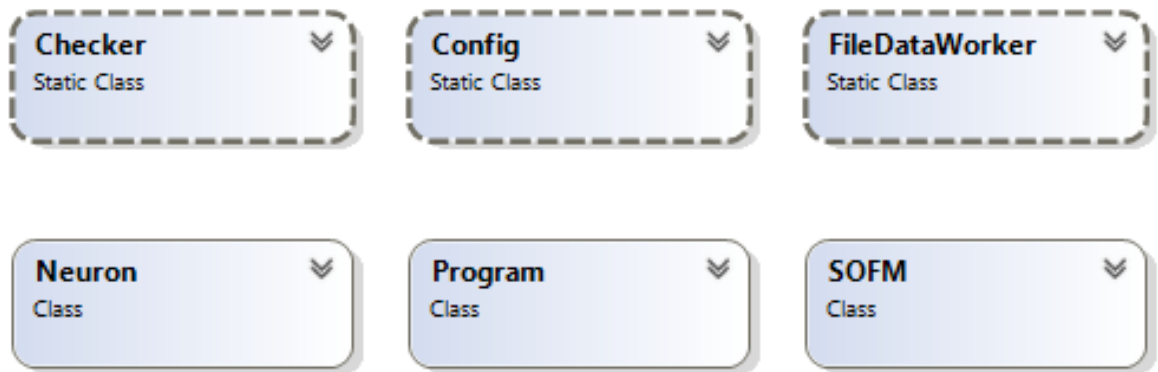 Checker
Static Class
Config
Static Class
FileDataWorker
Static Class
Neuron
Class
Program
Class
SOFM
Class